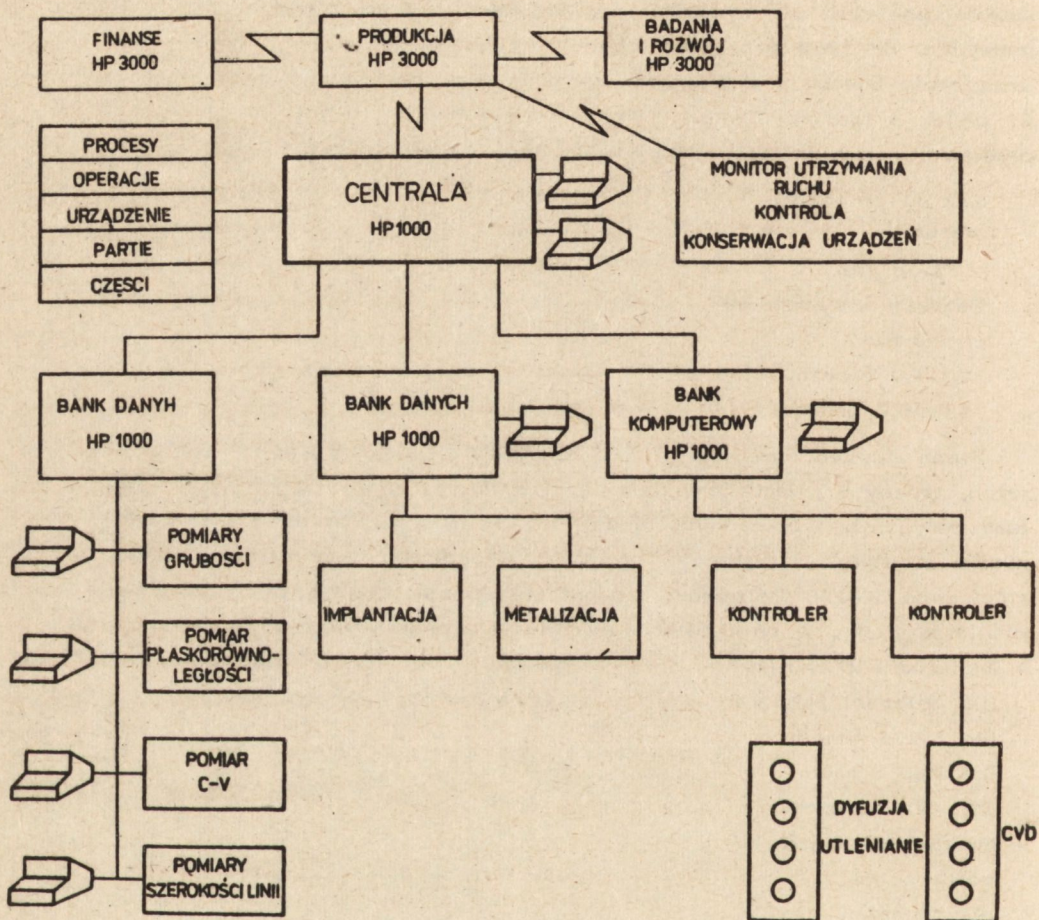 FINANSE
HP 3000
PRODUKCJA
HP 3000
BADANIA
I ROZWÓJ
HP 3000
PROCESY
OPERACJE
URZĄDZENIE
PARTIE
CZĘSCI
CENTRALA
HP 1000
MONITOR UTRZYMANIA
RUCHU
KONTROLA
KONSERWACJA URZĄDZEŃ
BANK DANYH
HP 1000
BANK DANYCH
HP 1000
BANK
KOMPUTEROWY
HP 1000
POMIARY
GRUBOŚCI
POMIAR
PŁASKORÓWNO-
LEGŁOŚCI
POMIAR
C-V
POMIARY
SZEROKOŚCI LINII
IMPLANTACJA
METALIZACJA
KONTROLER
KONTROLER
DYFUZJA
UTLENIANIE
CVD